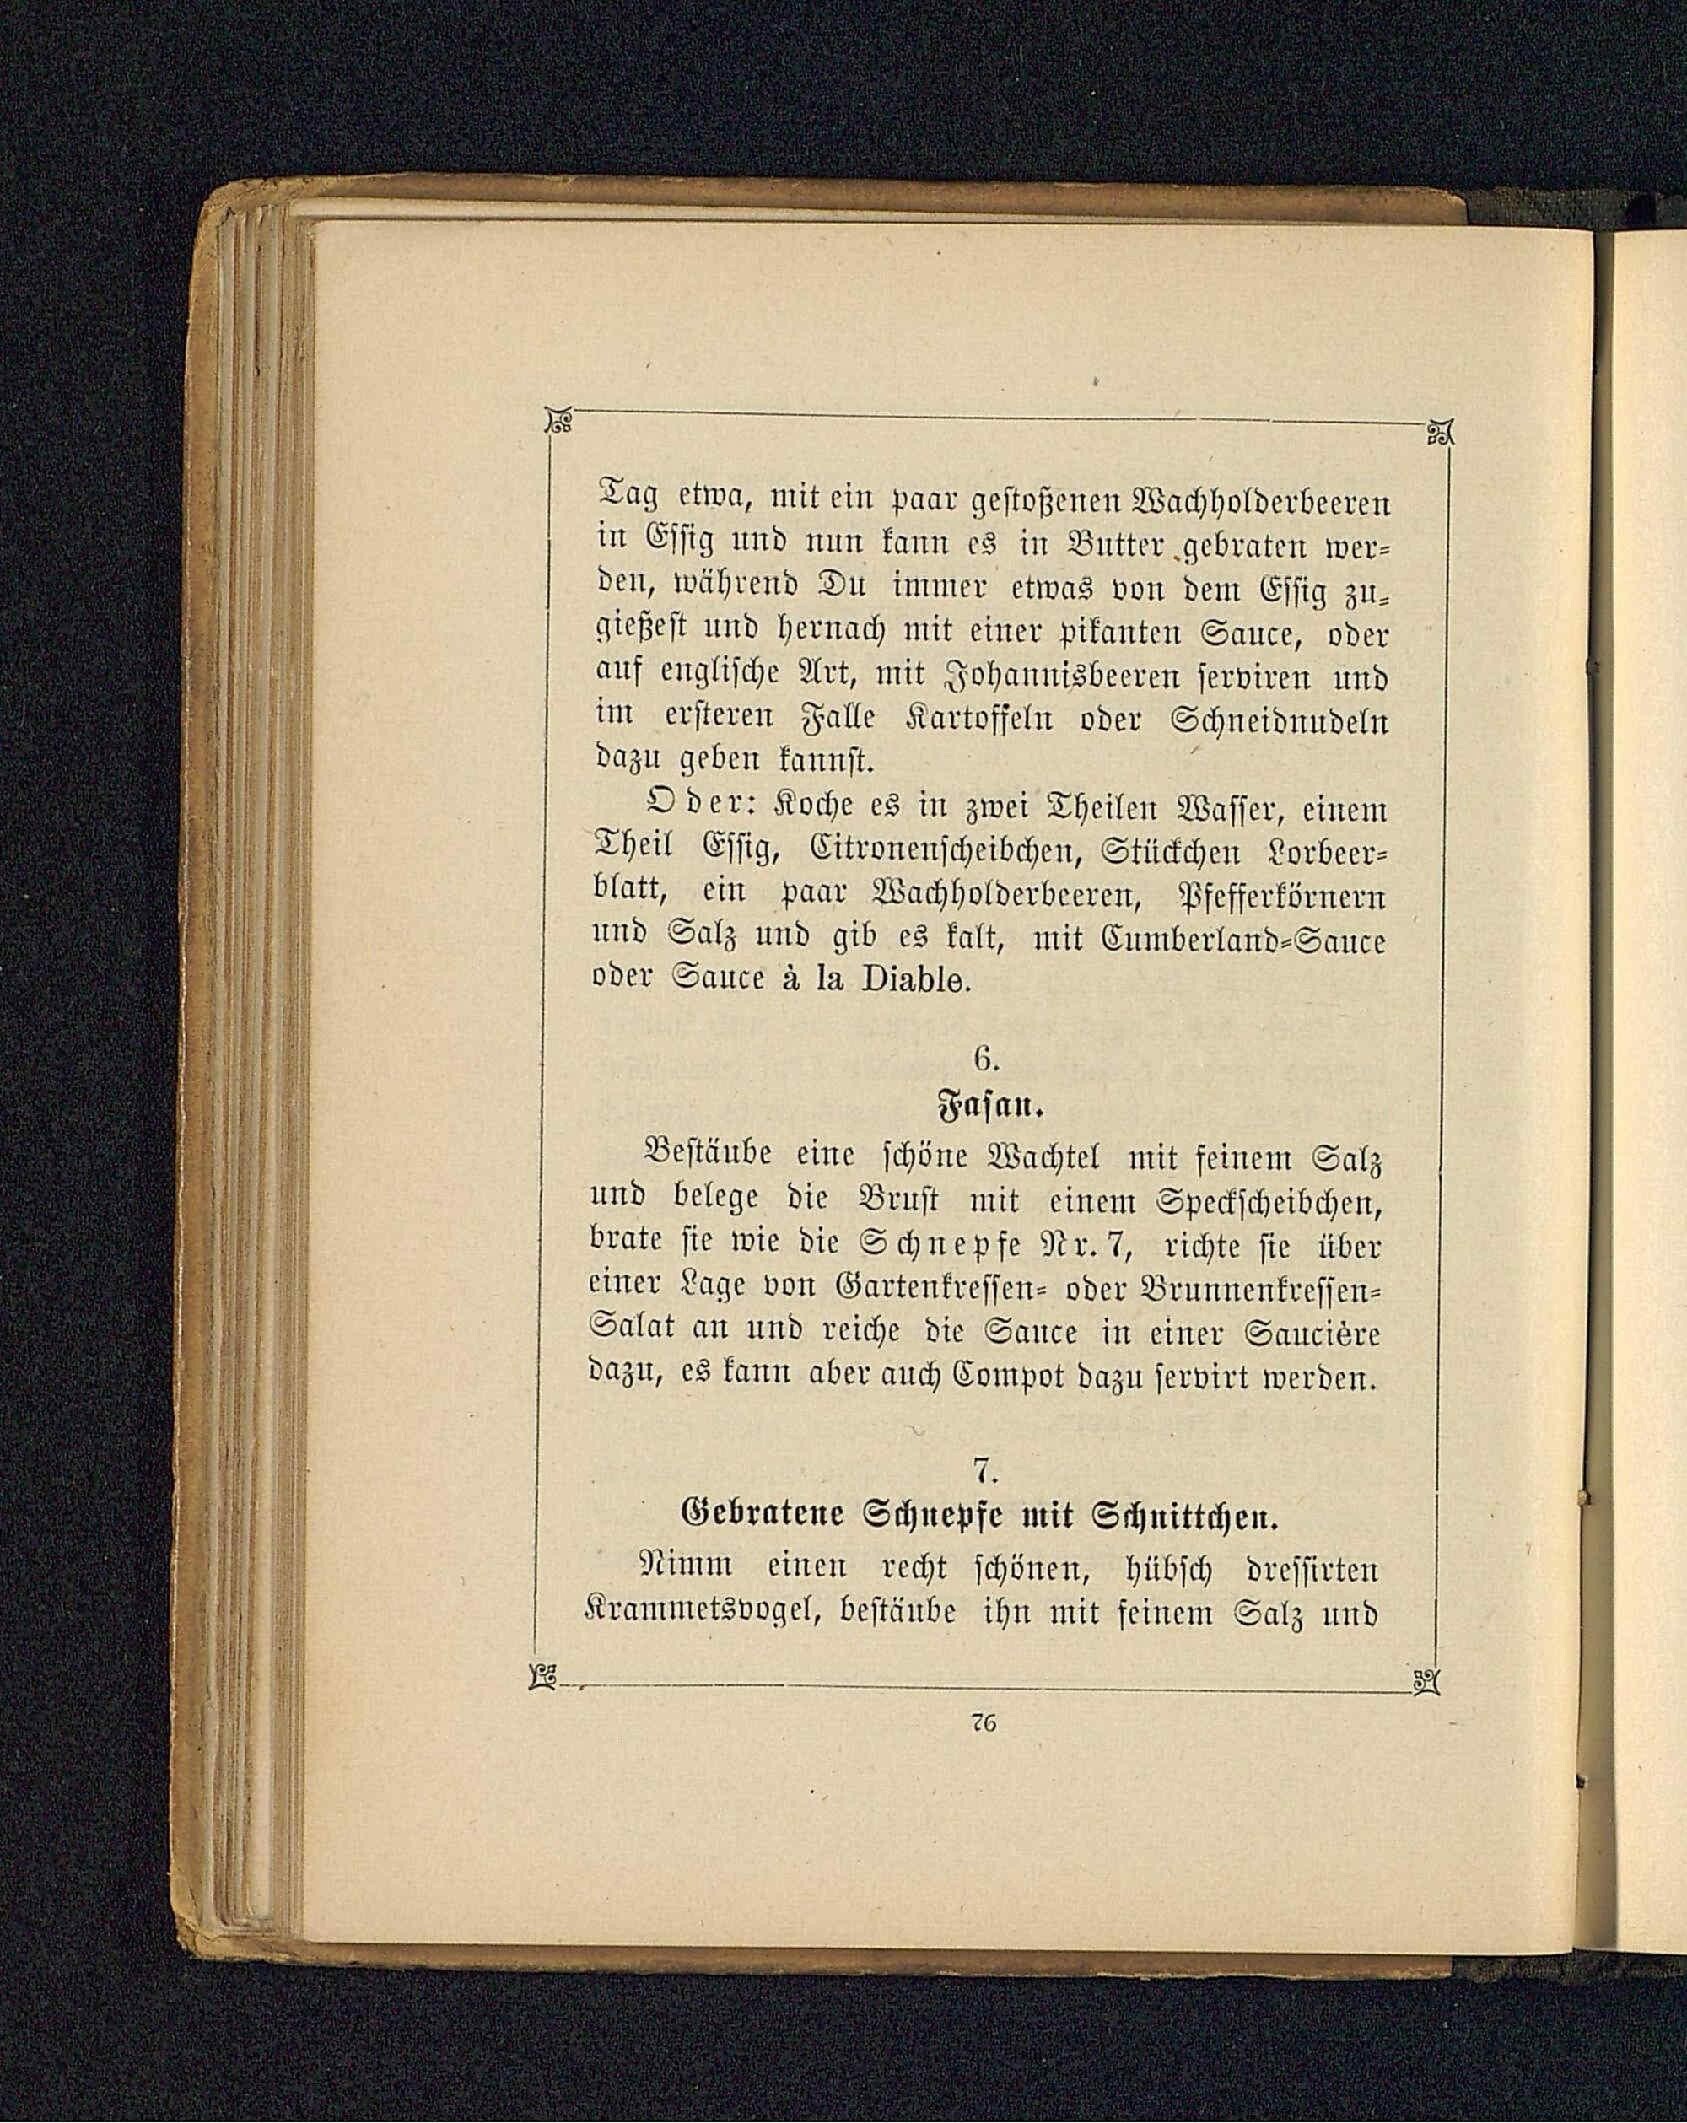 Tag etwa, mit ein paar gestoßenen Wachholderbeeren
in Essig und nun kann es in Butter gebraten wer-
den, während Du immer etwas von dem Essig zu-
gießest und hernach mit einer pikanten Sauce, oder
auf englische Art, mit Johannisbeeren serviren und
im ersteren Falle Kartoffeln oder Schneidnudeln
dazu geben kannst.
Oder: Koche es in zwei Theilen Wasser, einem
Theil Essig, Citronenscheibchen, Stückchen Lorbeer-
blatt, ein paar Wachholderbeeren, Pfefferkörnern
und Salz und gib es kalt, mit Cumberland-Sauce
oder Sauce à la Diable.
6.
Fasan.
Bestäube eine schöne Wachtel mit feinem Salz
und belege die Brust mit einem Speckscheibchen,
brate sie wie die Schnepfe Nr. 7, richte sie über
einer Lage von Gartenkressen- oder Brunnenkressen-
Salat an und reiche die Sauce in einer Saucière
dazu, es kann aber auch Compot dazu servirt werden.
7.
Gebratene Schnepfe mit Schnittchen.
Nimm einen recht schönen, hübsch dressirten
Krammetsvogel, bestäube ihn mit feinem Salz und
76